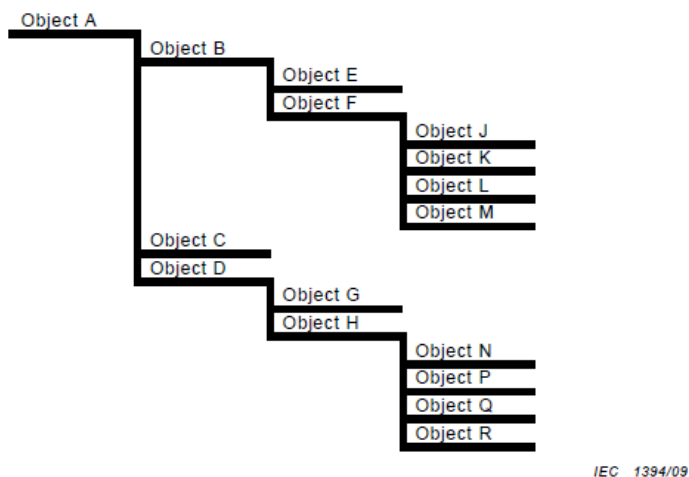 Object A
Object B
Object E
Object F
Object J
Object K
Object L
Object M
Object C
Object D
Object G
Object H
Object N
Object P
Object Q
Object R
IEC 1394/09